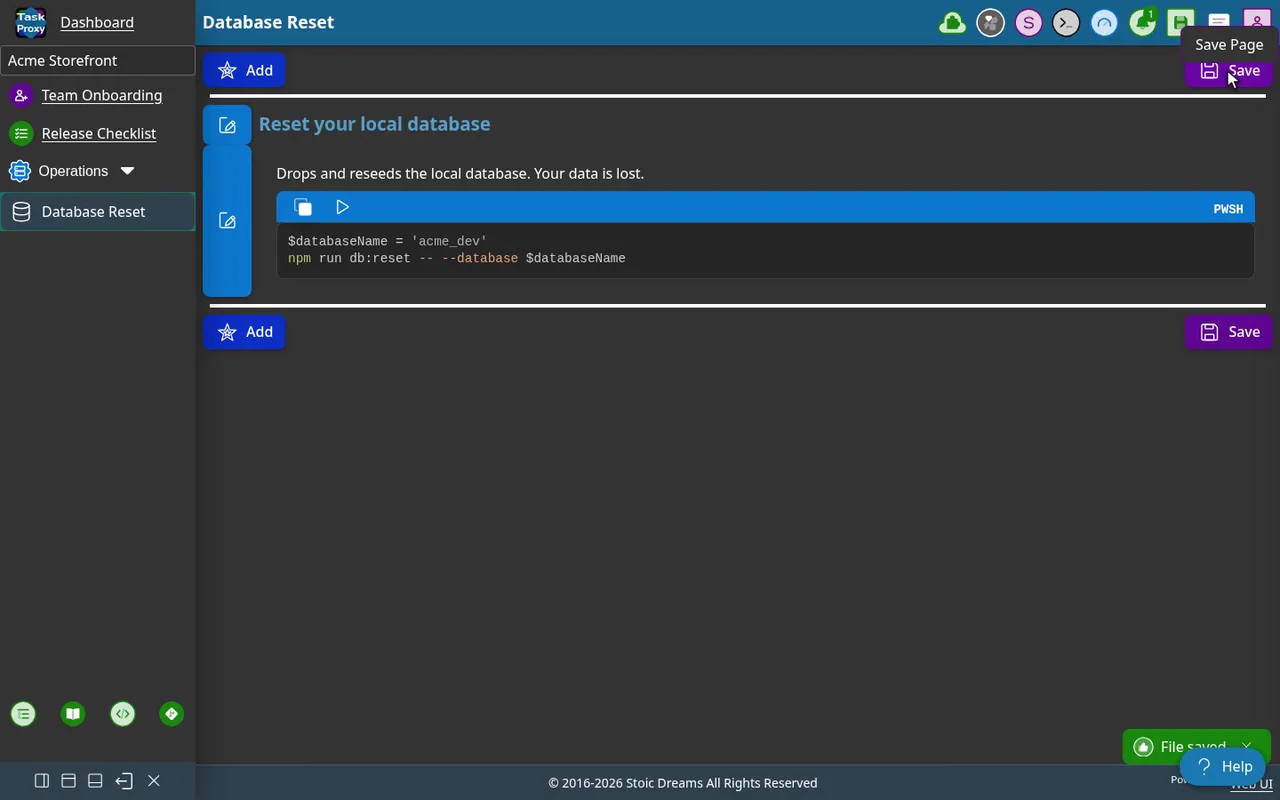 Task
Proxy
Dashboard
Database Reset
S
1
Save Page
Acme Storefront
Add
Save
Team Onboarding
Release Checklist
Operations
Database Reset
Reset your local database
Drops and reseeds the local database. Your data is lost.
PWSH
$databaseName = 'acme_dev'
npm run db:reset -- --database $databaseName
Add
Save
File saved
Help
© 2016-2026 Stoic Dreams All Rights Reserved
Web UI